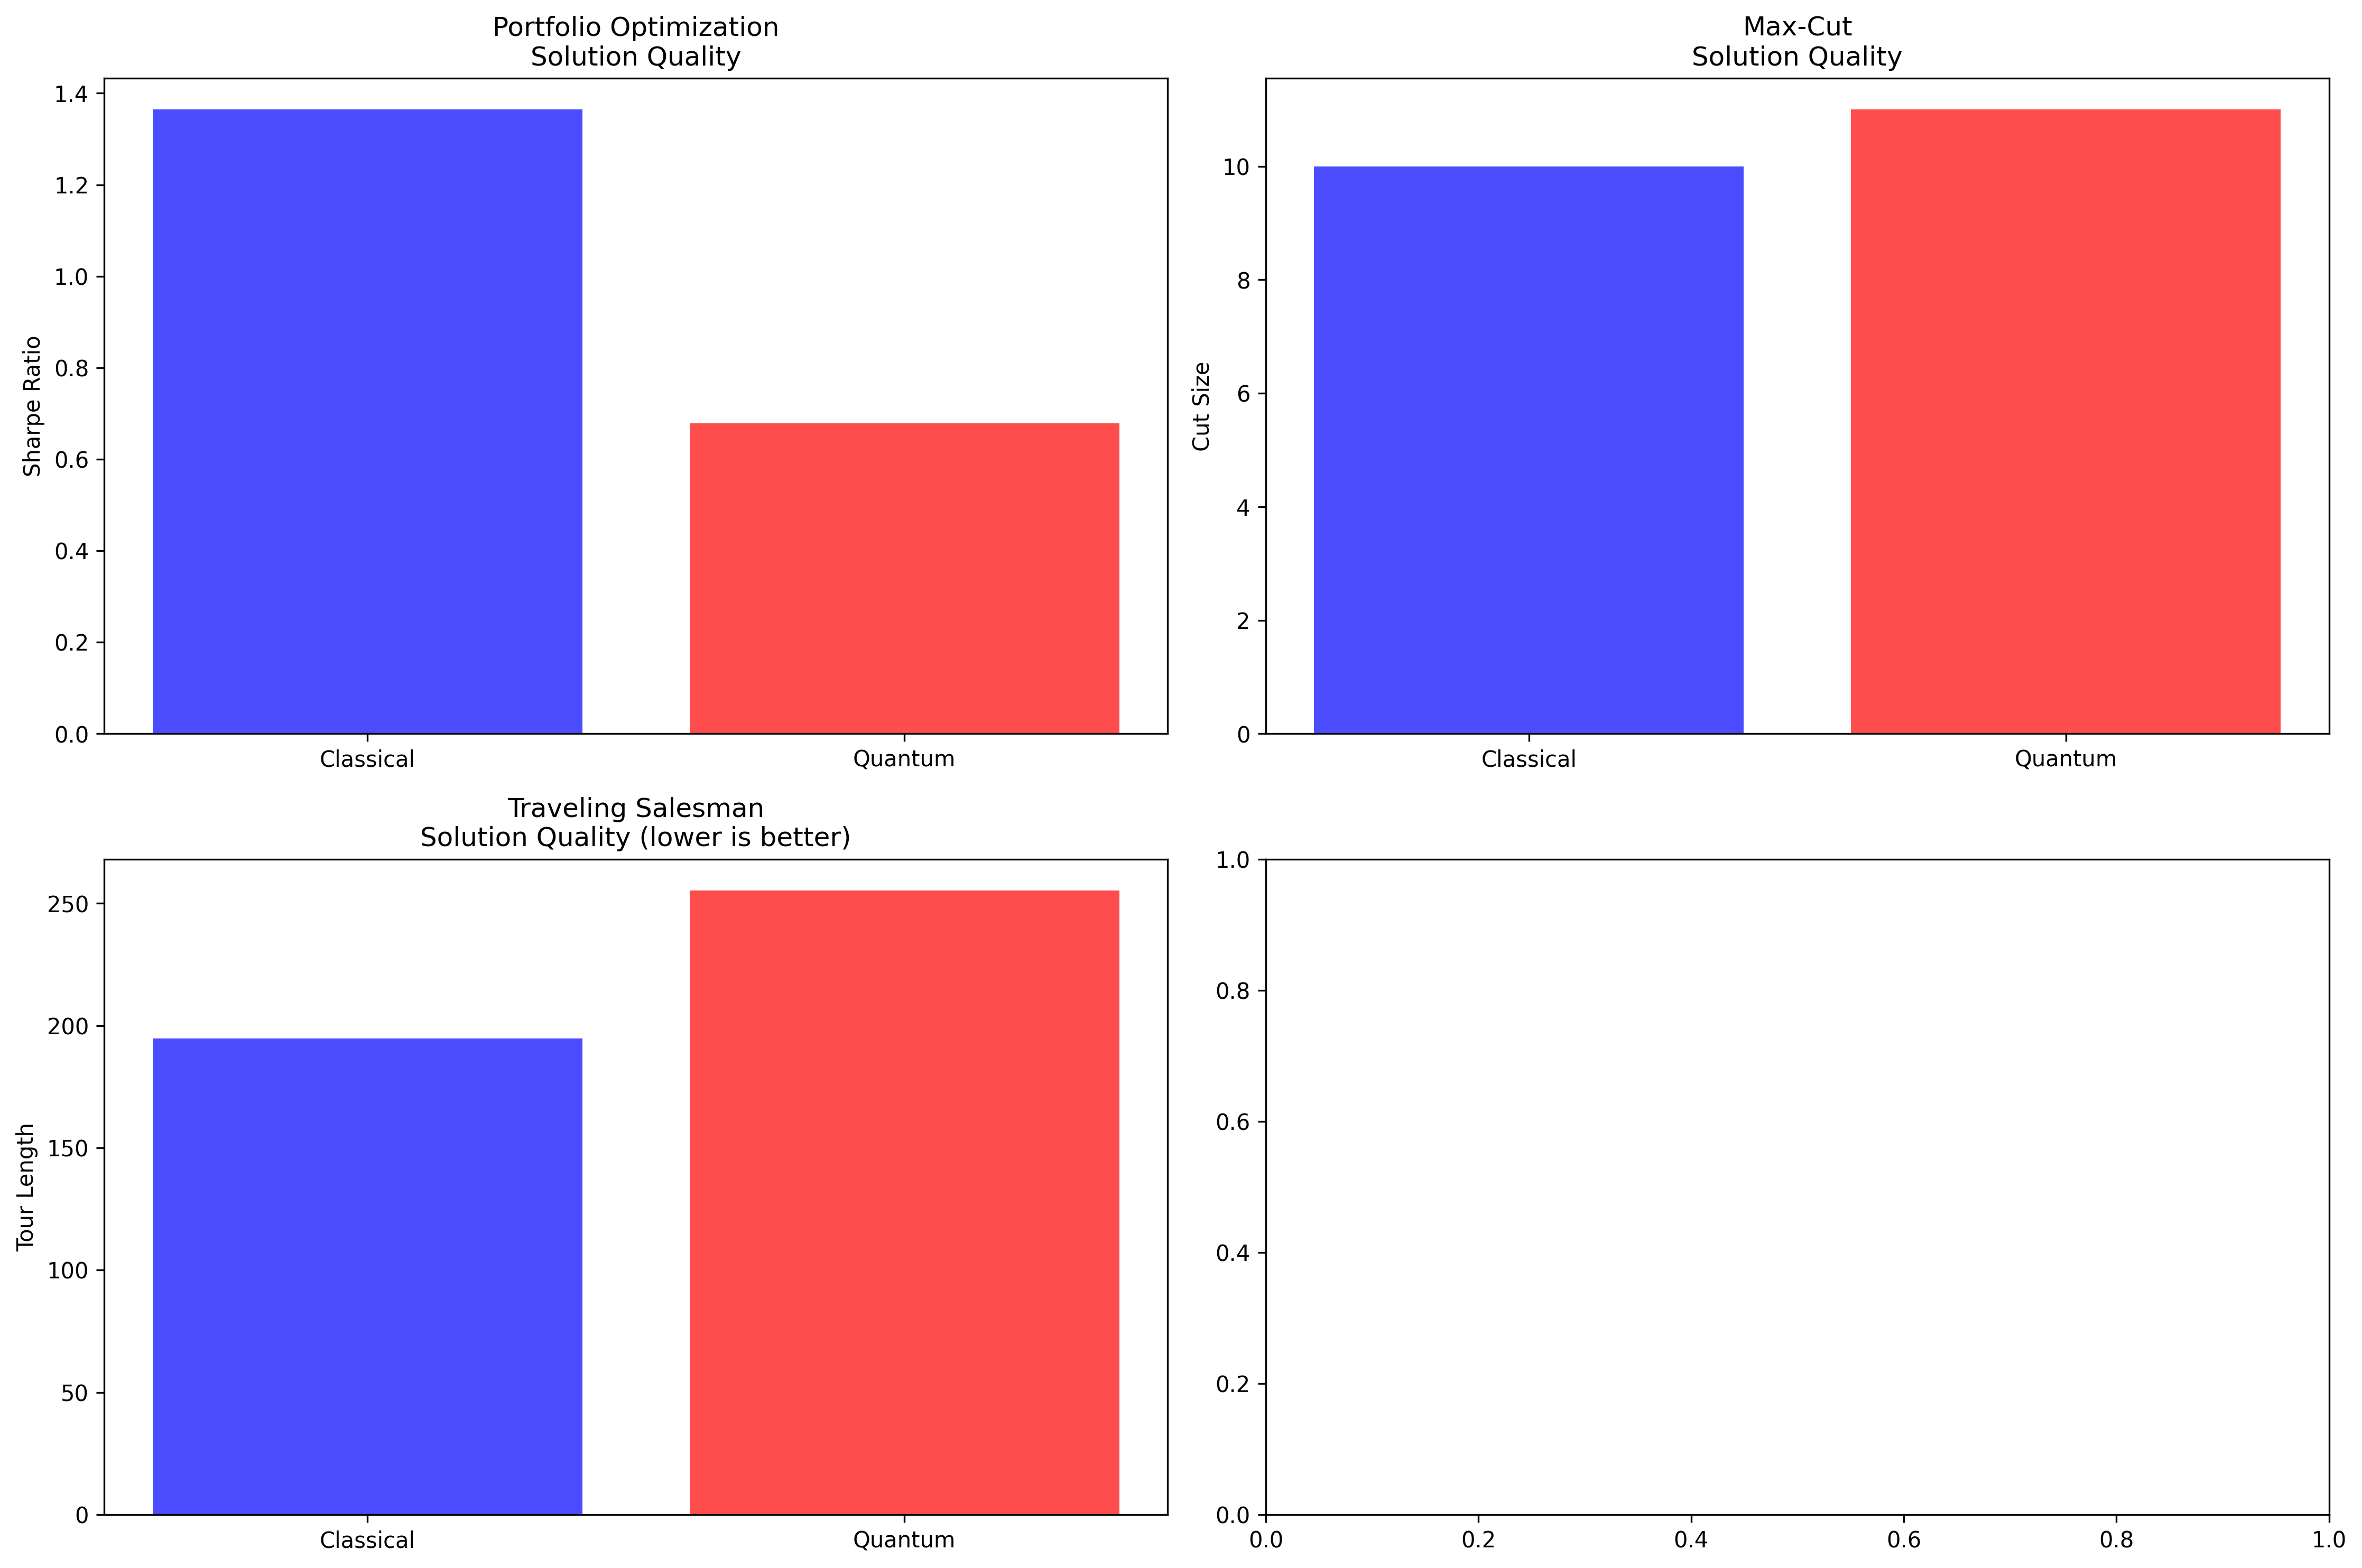 Portfolio Optimization
Solution Quality
Sharpe Ratio
1.4
1.2
1.0
0.8
0.6
0.4
0.2
0.0
Classical
Quantum
Max-Cut
Solution Quality
Cut Size
10
8
6
4
2
0
Classical
Quantum
Traveling Salesman
Solution Quality (lower is better)
Tour Length
250
200
150
100
50
0
Classical
Quantum
1.0
0.8
0.6
0.4
0.2
0.0
0.0 0.2 0.4 0.6 0.8 1.0